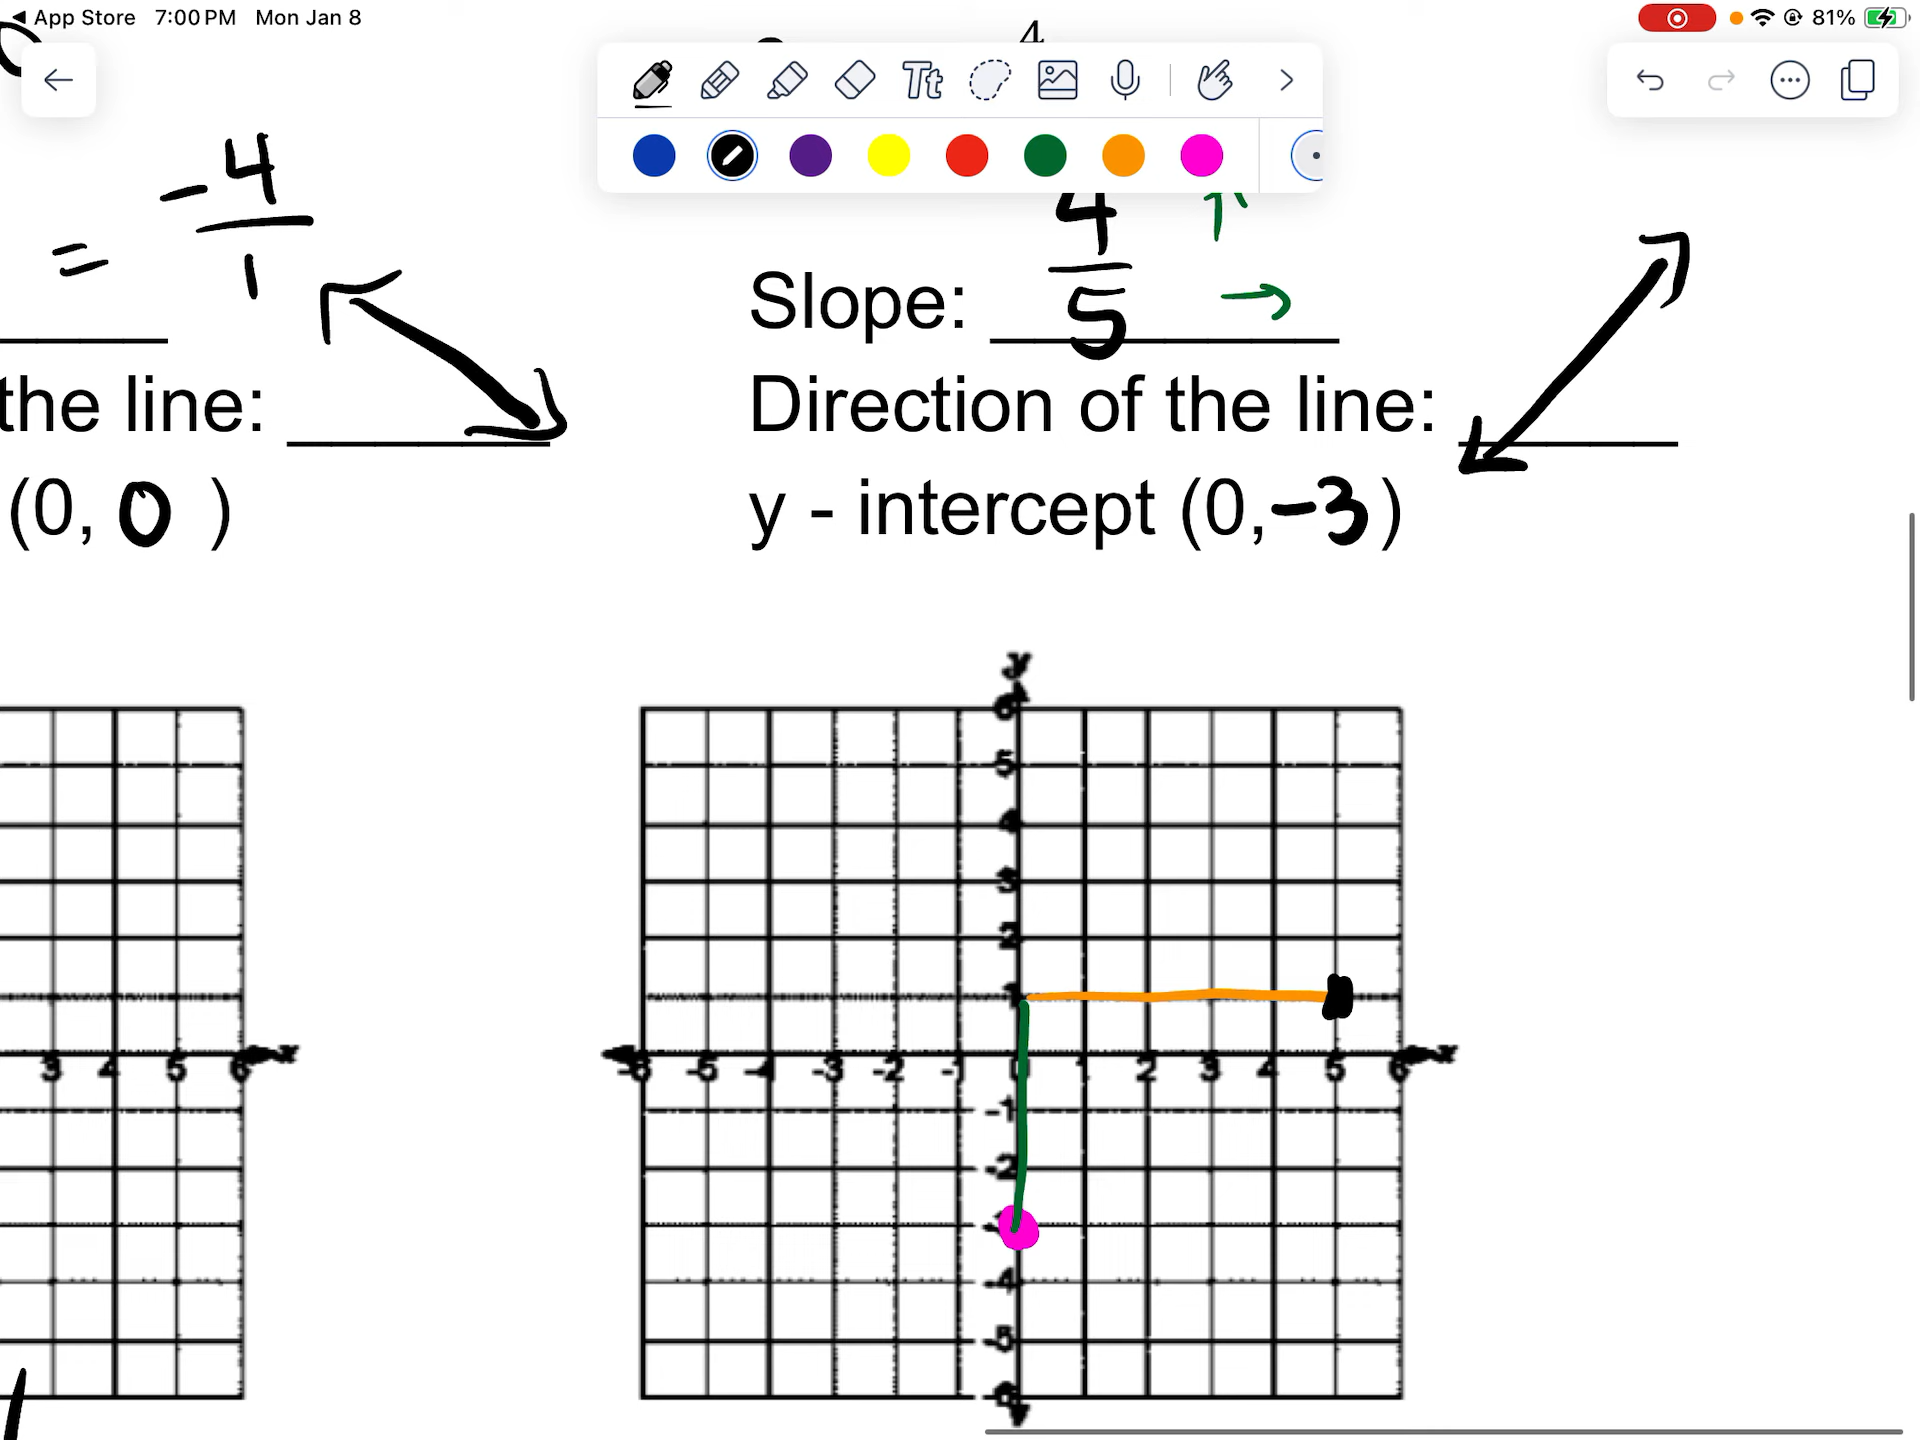 App Store 7:00 PM Mon Jan 8
81%
Tt
4
= -4
1
the line:
(0, 0 )
4
Slope: 5
Direction of the line:
y - intercept (0,-3)
y
6
5
4
3
2
1
-6 -5 -4 -3 -2 -1 0 2 3 4 5 6 x
3 4 5 6 x
-1
-2
-4
-5
-6